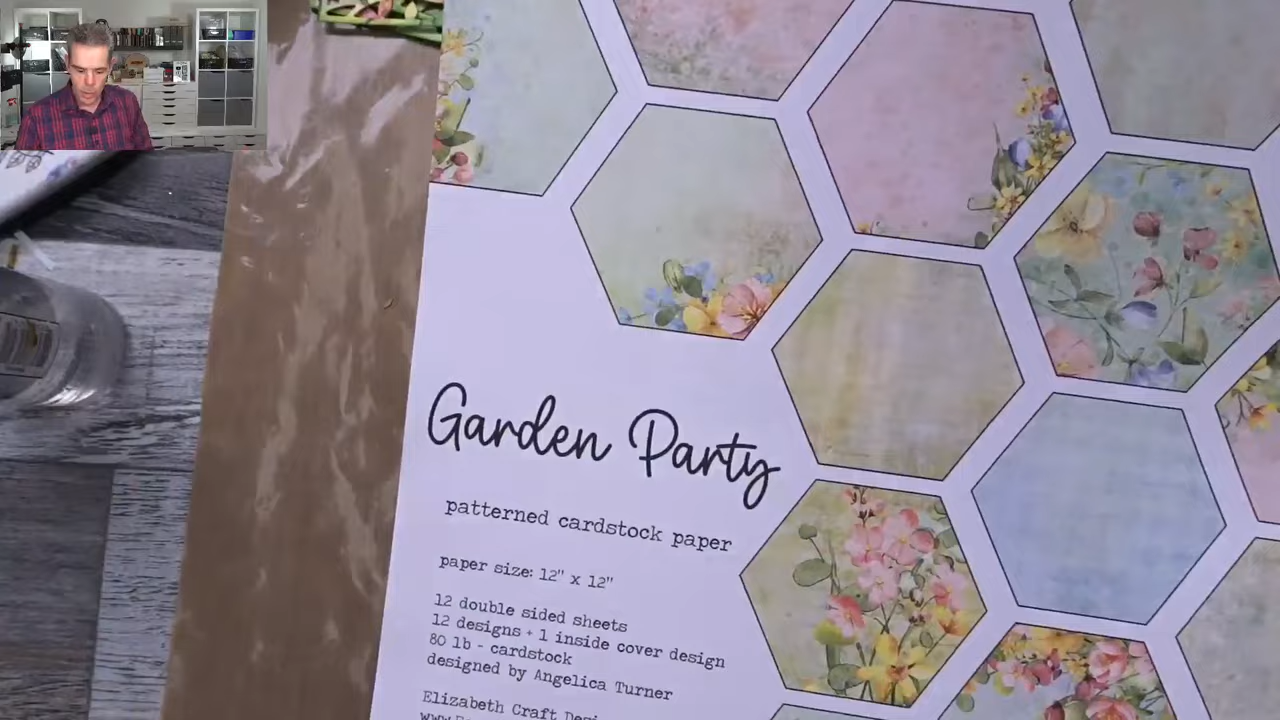 Garden Party
patterned cardstock paper
paper size: 12" x 12"
12 double sided sheets
12 designs + 1 inside cover design
80 lb - cardstock
designed by Angelica Turner
Elizabeth Craft